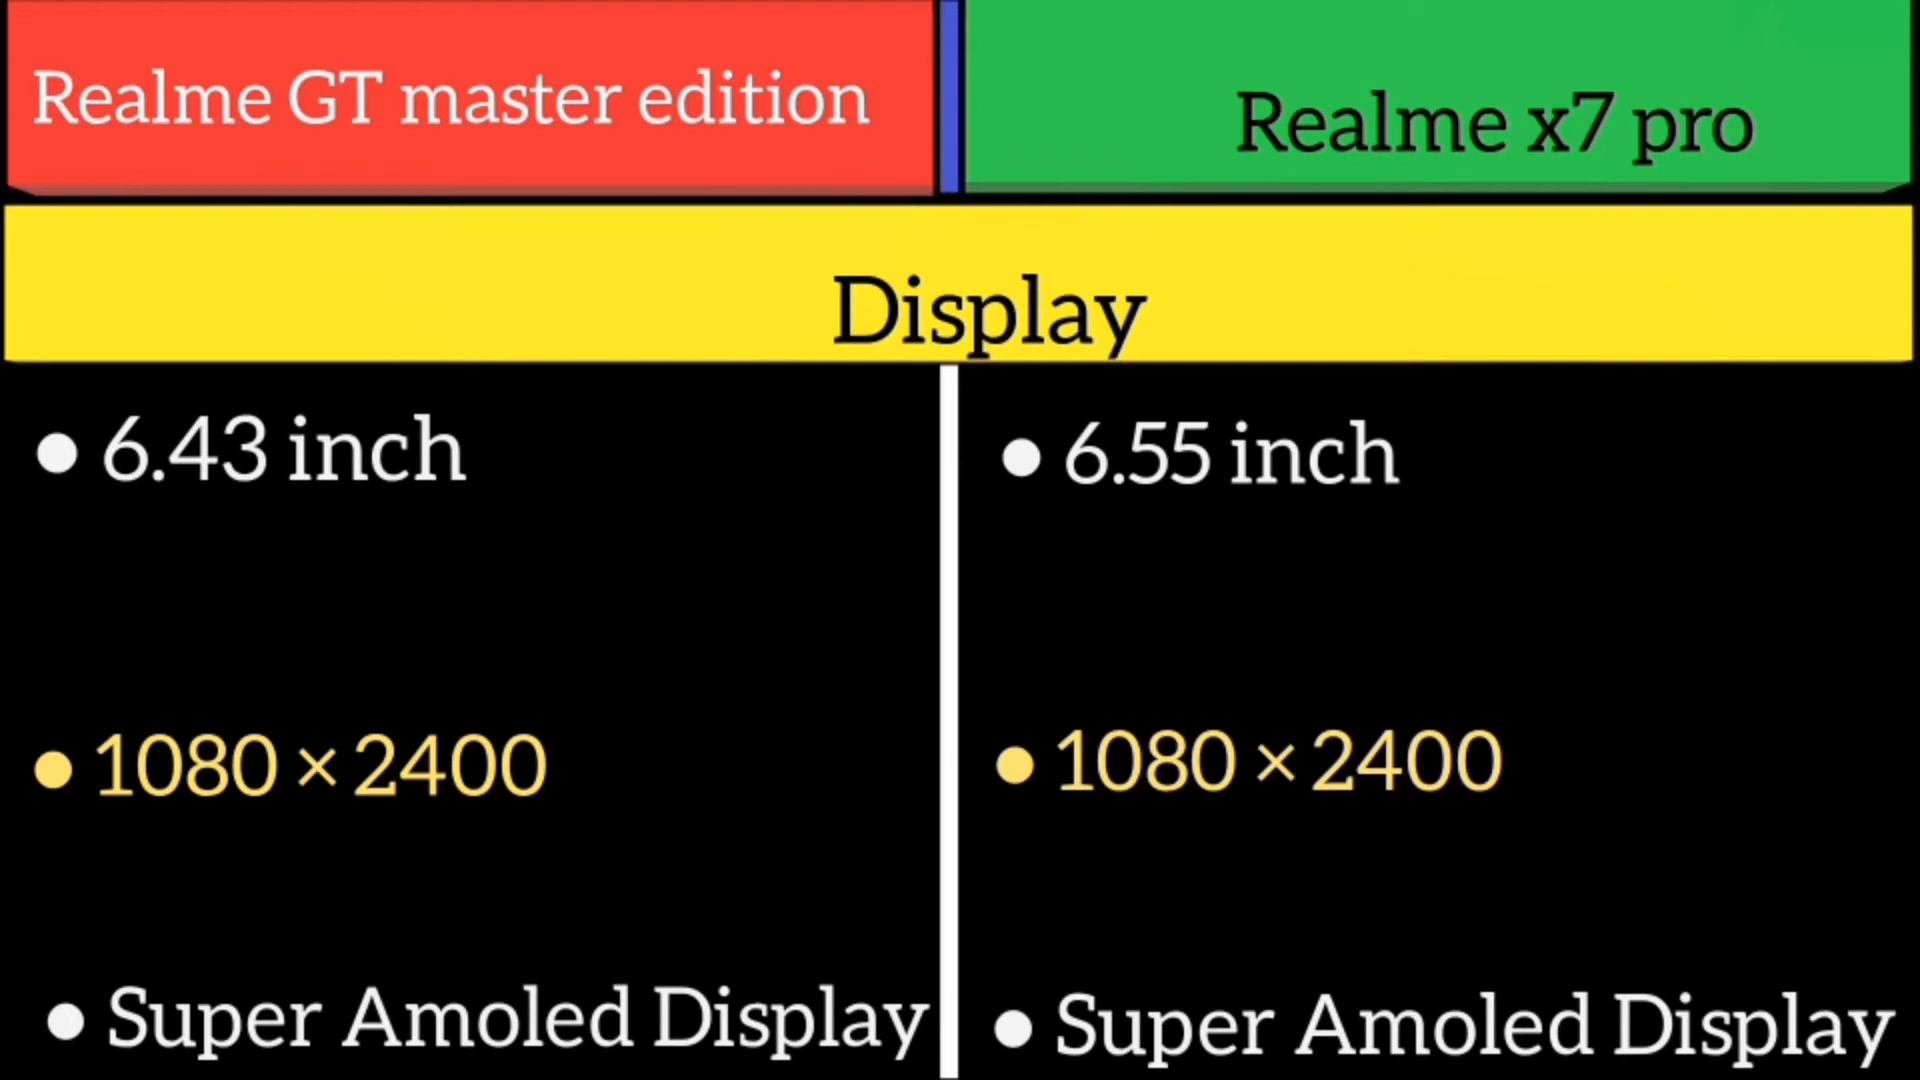 Realme GT master edition
Realme x7 pro
Display
• 6.43 inch
• 6.55 inch
• 1080 × 2400
• 1080 × 2400
• Super Amoled Display
• Super Amoled Display